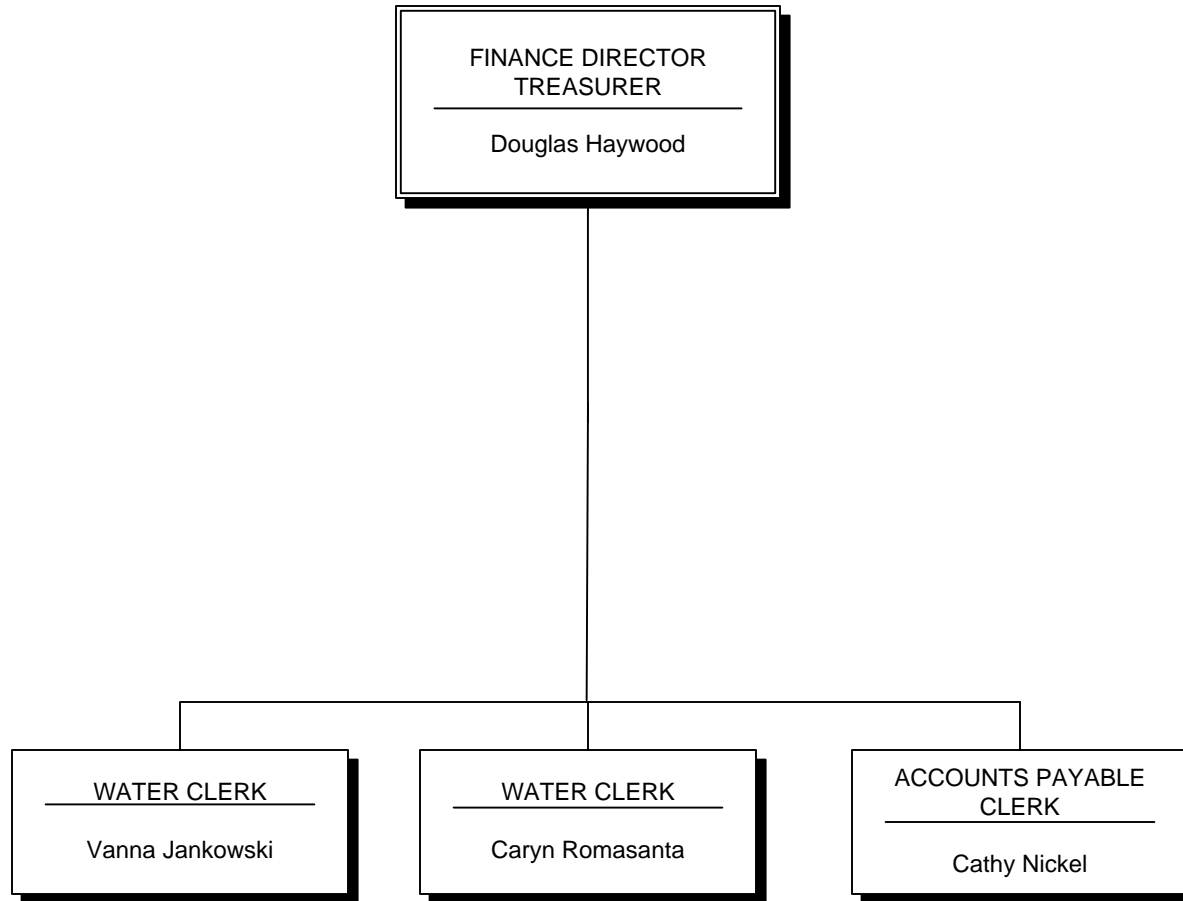 FINANCE DIRECTOR
TREASURER
Douglas Haywood
WATER CLERK
Vanna Jankowski
WATER CLERK
Caryn Romasanta
ACCOUNTS PAYABLE
CLERK
Cathy Nickel